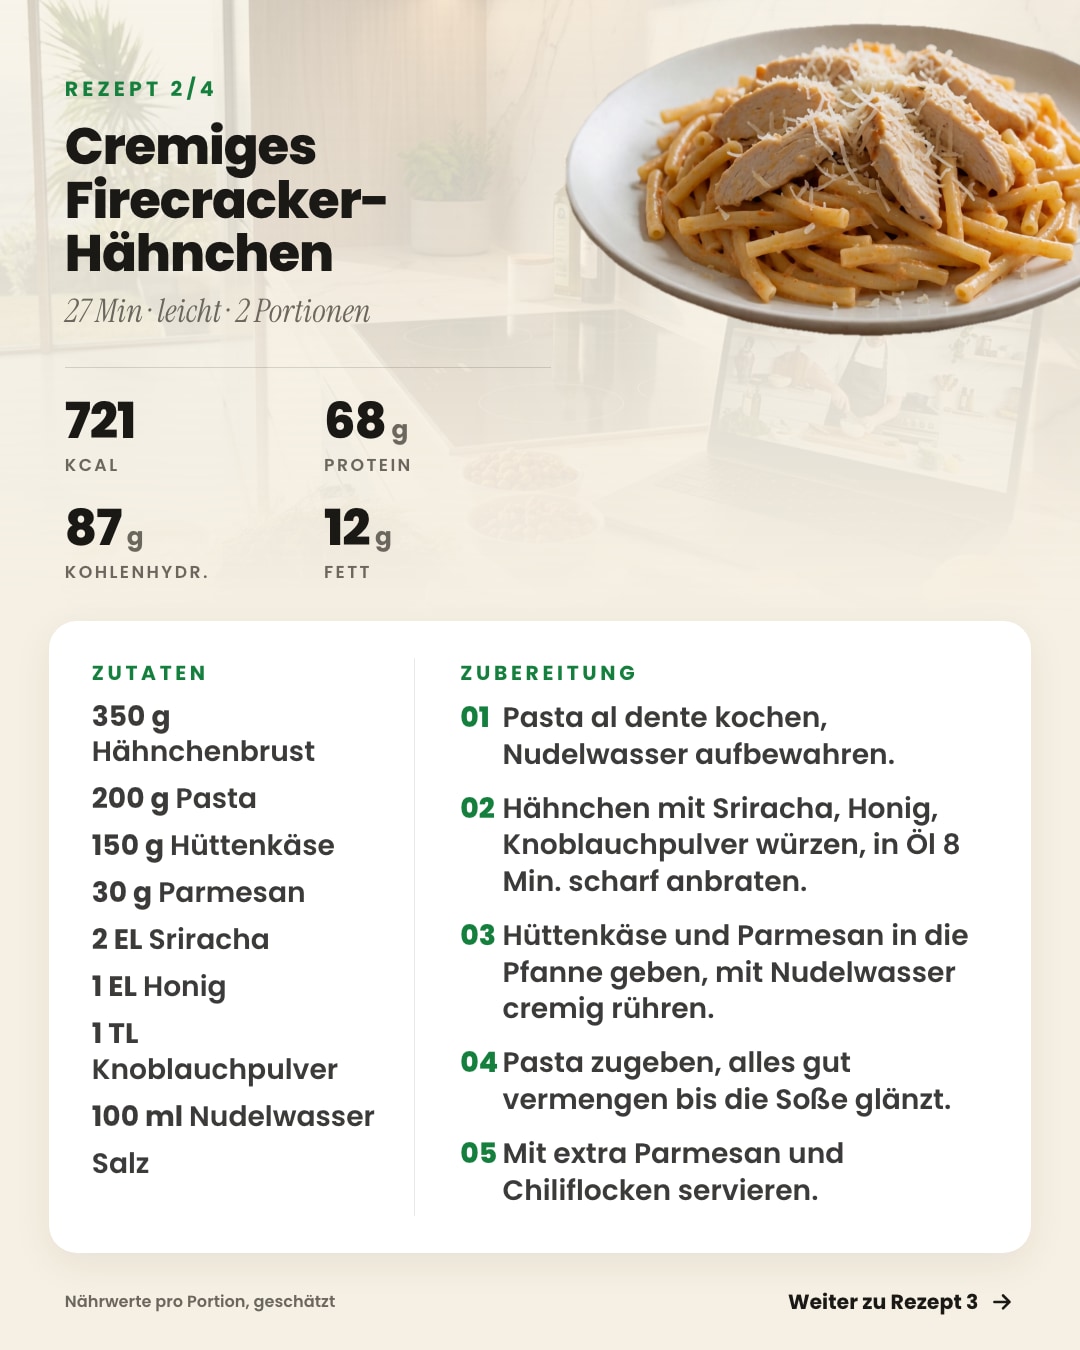 REZEPT 2/4
Cremiges
Firecracker-
Hähnchen
27 Min · leicht · 2 Portionen
721
KCAL
68 g
PROTEIN
87 g
KOHLENHYDR.
12 g
FETT
ZUTATEN
350 g
Hähnchenbrust
200 g Pasta
150 g Hüttenkäse
30 g Parmesan
2 EL Sriracha
1 EL Honig
1 TL
Knoblauchpulver
100 ml Nudelwasser
Salz
ZUBEREITUNG
01 Pasta al dente kochen,
Nudelwasser aufbewahren.
02 Hähnchen mit Sriracha, Honig,
Knoblauchpulver würzen, in Öl 8
Min. scharf anbraten.
03 Hüttenkäse und Parmesan in die
Pfanne geben, mit Nudelwasser
cremig rühren.
04 Pasta zugeben, alles gut
vermengen bis die Soße glänzt.
05 Mit extra Parmesan und
Chiliflocken servieren.
Nährwerte pro Portion, geschätzt
Weiter zu Rezept 3 →